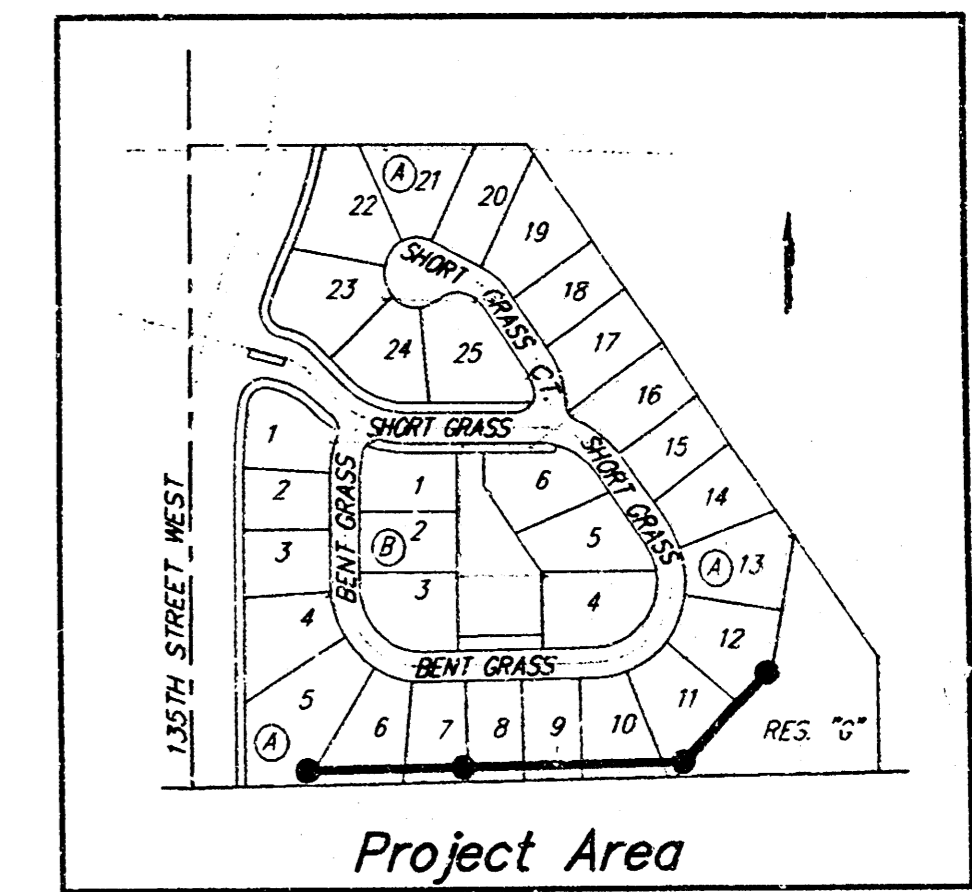 A 21
20
22
19
SHORT GRASS CT.
23
18
24
25
17
16
SHORT GRASS
1
15
SHORT GRASS
2
1
6
14
135TH STREET WEST
BENT GRASS
3
B
2
5
A 13
4
3
4
12
BENT GRASS
5
11
A
6
7
8
9
10
RES. "G"
Project Area